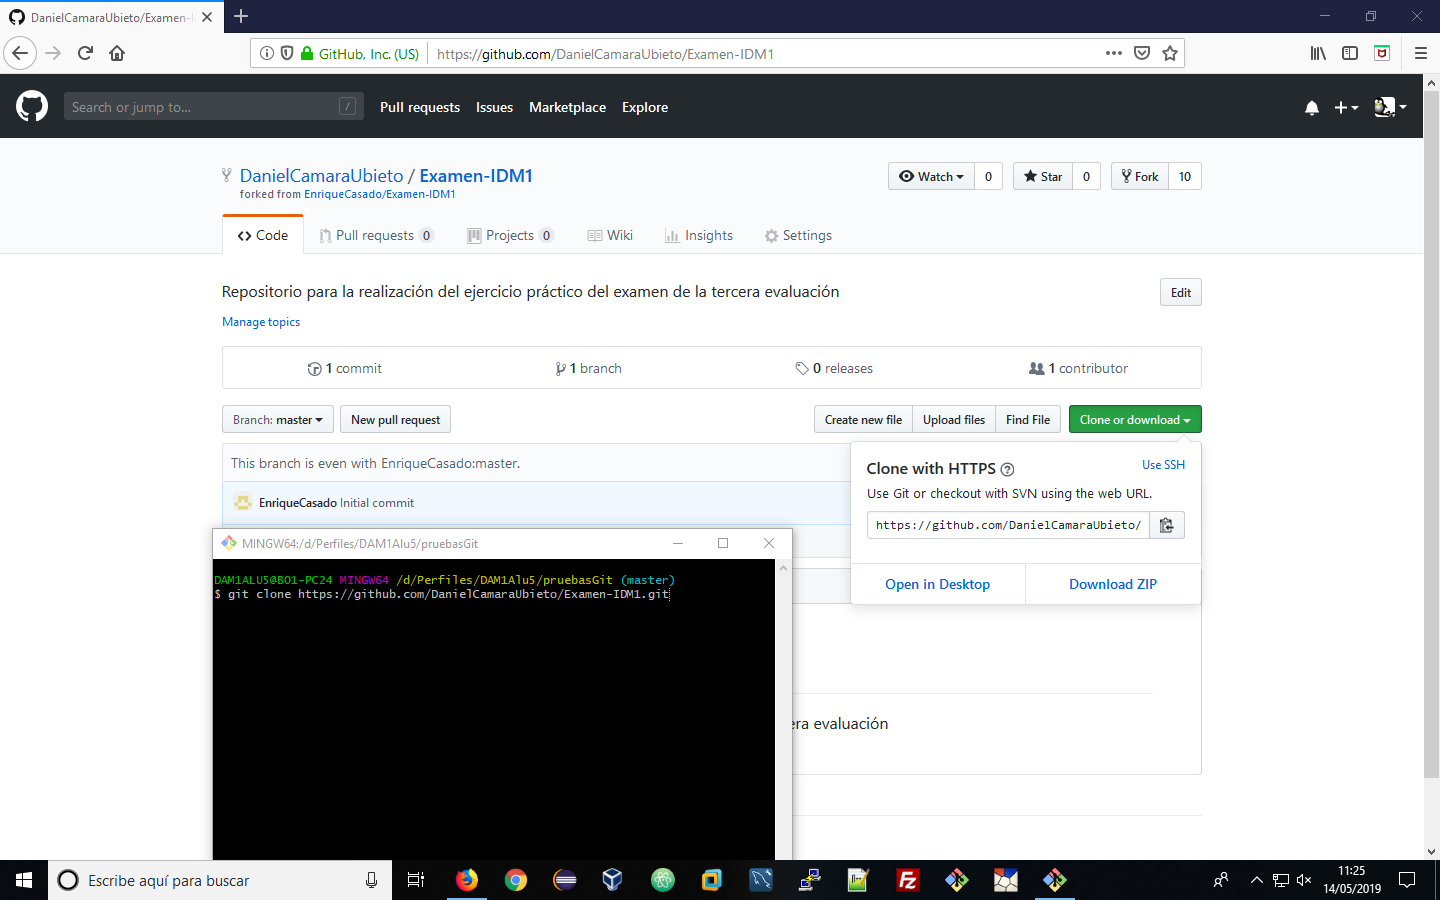 DanielCamaraUbieto/Examen-I
GitHub, Inc. (US)
https://github.com/DanielCamaraUbieto/Examen-IDM1
Search or jump to...
/
Pull requests
Issues
Marketplace
Explore
DanielCamaraUbieto / Examen-IDM1
forked from EnriqueCasado/Examen-IDM1
Watch
0
Star
0
Fork
10
Code
Pull requests 0
Projects 0
Wiki
Insights
Settings
Repositorio para la realización del ejercicio práctico del examen de la tercera evaluación
Edit
Manage topics
1 commit
1 branch
0 releases
1 contributor
Branch: master
New pull request
Create new file
Upload files
Find File
Clone or download
This branch is even with EnriqueCasado:master.
EnriqueCasado Initial commit
Clone with HTTPS ?
Use SSH
Use Git or checkout with SVN using the web URL.
https://github.com/DanielCamaraUbieto/
Open in Desktop
Download ZIP
MINGW64:/d/Perfiles/DAM1Alu5/pruebasGit
DAM1ALU5@BO1-PC24 MINGW64 /d/Perfiles/DAM1Alu5/pruebasGit (master)
$ git clone https://github.com/DanielCamaraUbieto/Examen-IDM1.git
era evaluación
Escribe aquí para buscar
11:25
14/05/2019